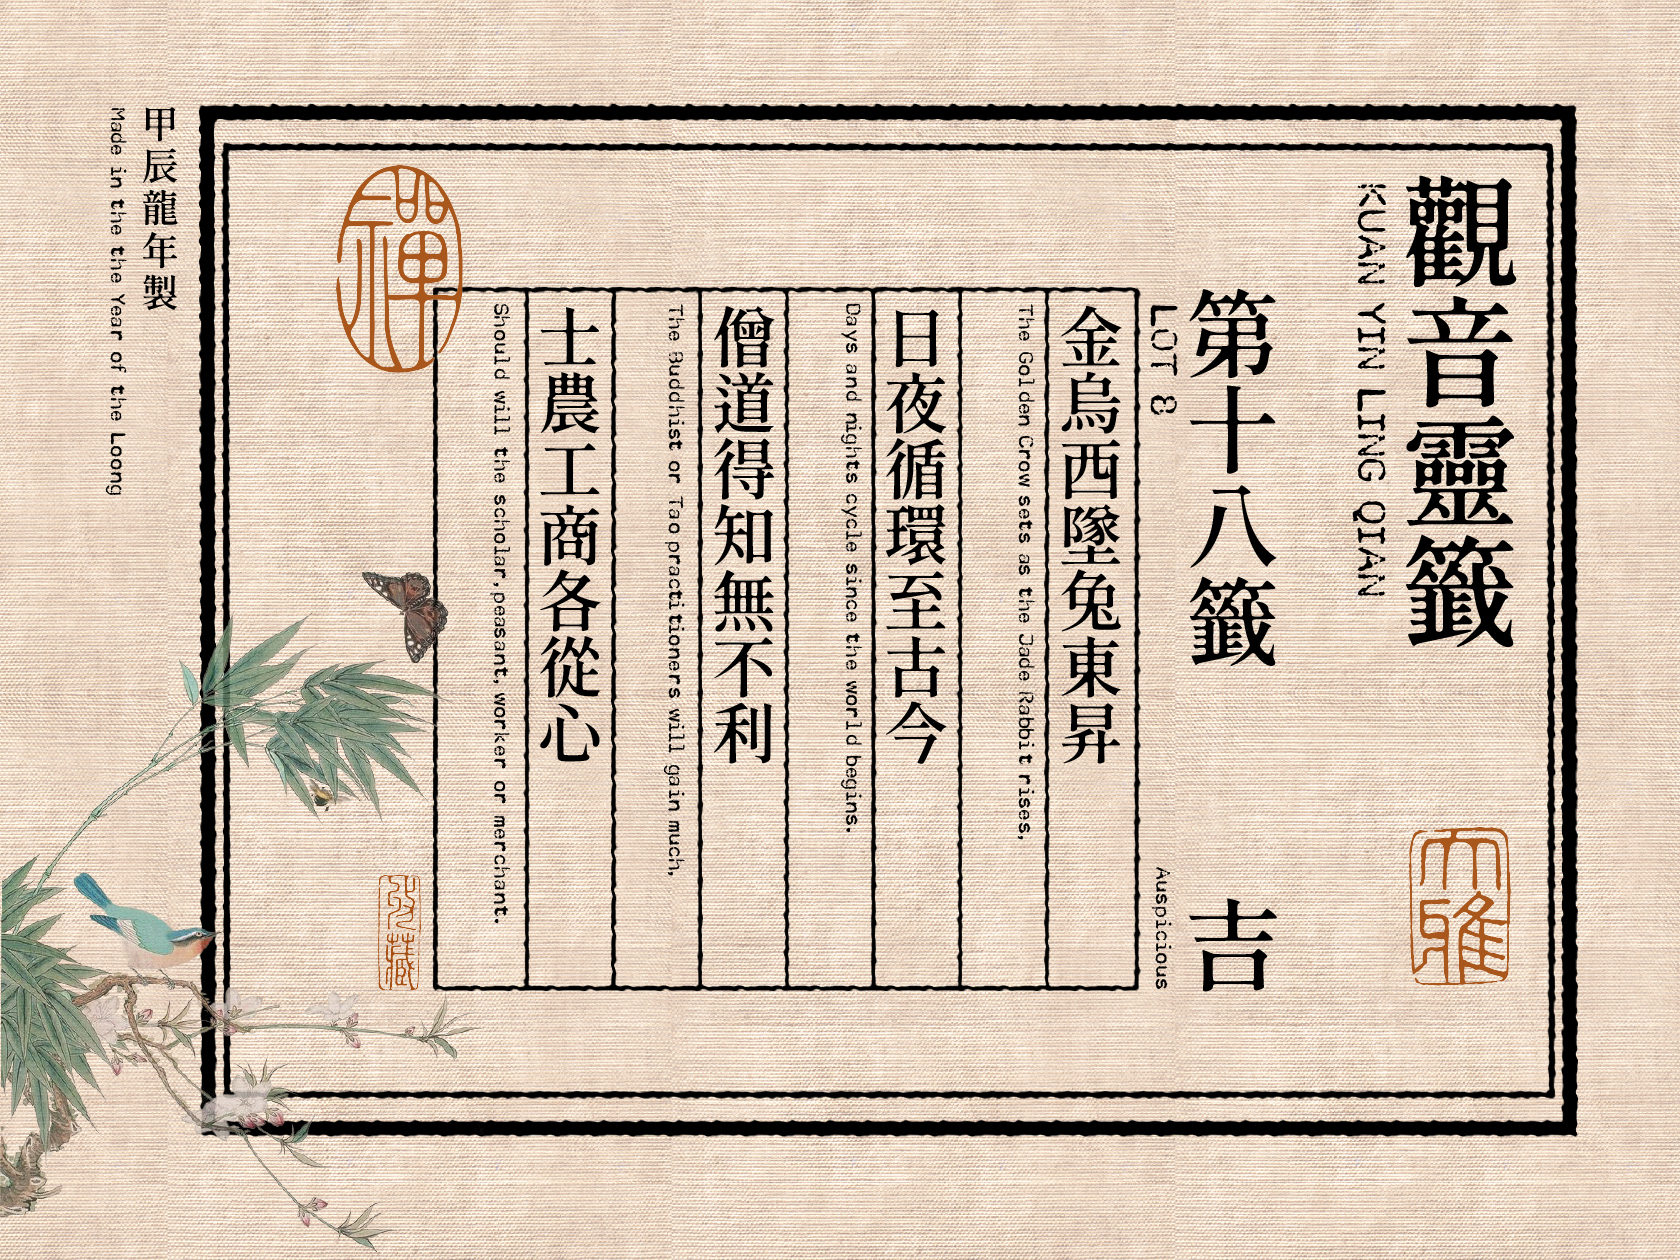 觀音靈籤
KUAN YIN LING QIAN
大雅
第十八籤
吉
LOT 8
Auspicious
金烏西墜兔東昇
The Golden Crow sets as the Jade Rabbit rises,
日夜循環至古今
Days and nights cycle since the world begins.
僧道得知無不利
The Buddhist or Tao practitioners will gain much,
士農工商各從心
Should will the scholar, peasant, worker or merchant.
禪
甲辰龍年製
Made in the the Year of the Loong